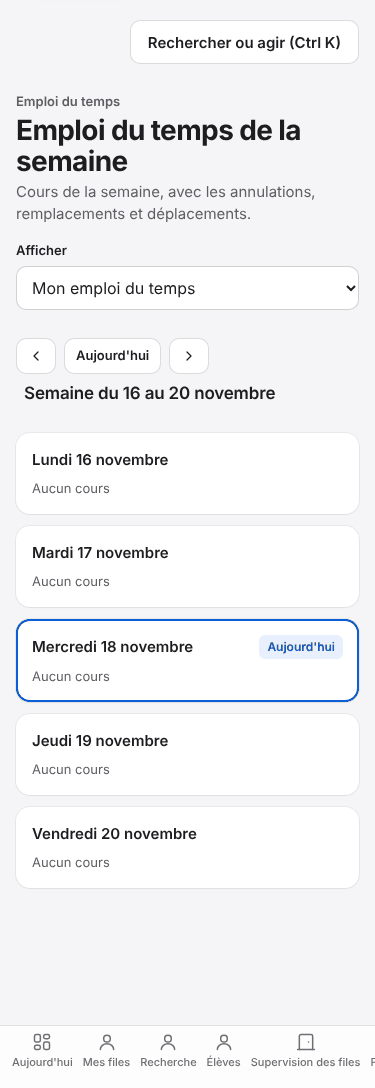 Rechercher ou agir (Ctrl K)
Emploi du temps
Emploi du temps de la
semaine
Cours de la semaine, avec les annulations,
remplacements et déplacements.
Afficher
Mon emploi du temps
Aujourd'hui
Semaine du 16 au 20 novembre
Lundi 16 novembre
Aucun cours
Mardi 17 novembre
Aucun cours
Mercredi 18 novembre
Aujourd'hui
Aucun cours
Jeudi 19 novembre
Aucun cours
Vendredi 20 novembre
Aucun cours
Aujourd'hui
Mes files
Recherche
Élèves
Supervision des files